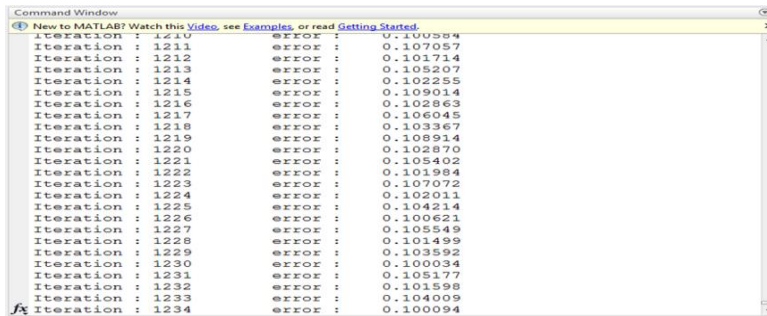 Command Window
New to MATLAB? Watch this Video, see Examples, or read Getting Started.
Iteration : 1210 error : 0.100584
Iteration : 1211 error : 0.107057
Iteration : 1212 error : 0.101714
Iteration : 1213 error : 0.105207
Iteration : 1214 error : 0.102255
Iteration : 1215 error : 0.109014
Iteration : 1216 error : 0.102863
Iteration : 1217 error : 0.106045
Iteration : 1218 error : 0.103367
Iteration : 1219 error : 0.108914
Iteration : 1220 error : 0.102870
Iteration : 1221 error : 0.105402
Iteration : 1222 error : 0.101984
Iteration : 1223 error : 0.107072
Iteration : 1224 error : 0.102011
Iteration : 1225 error : 0.104214
Iteration : 1226 error : 0.100621
Iteration : 1227 error : 0.105549
Iteration : 1228 error : 0.101499
Iteration : 1229 error : 0.103592
Iteration : 1230 error : 0.100034
Iteration : 1231 error : 0.105177
Iteration : 1232 error : 0.101598
Iteration : 1233 error : 0.104009
fx Iteration : 1234 error : 0.100094